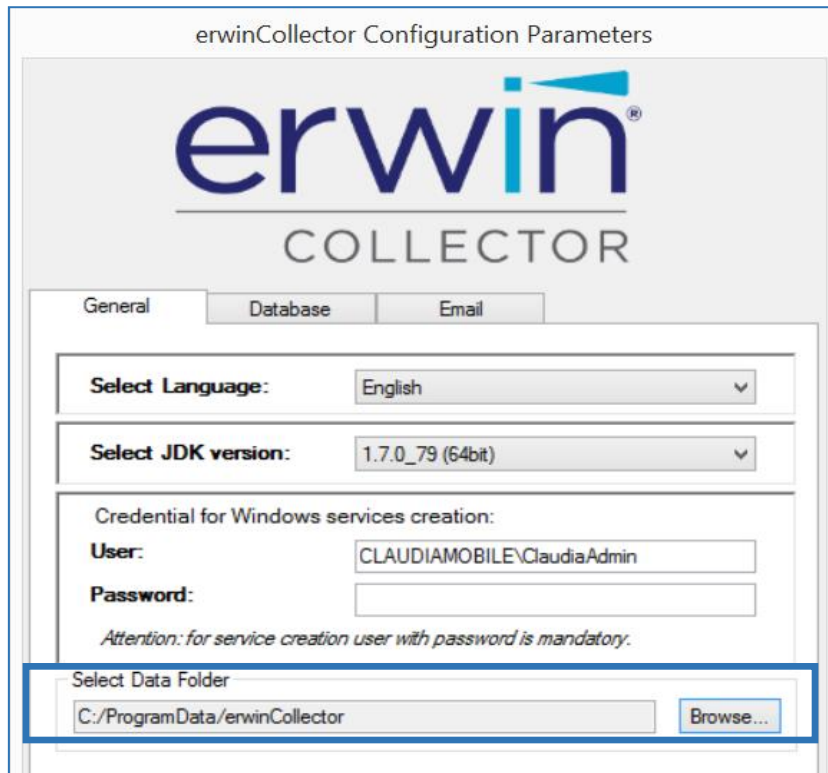 erwinCollector Configuration Parameters
erwin®
COLLECTOR
General Database Email
Select Language: English
Select JDK version: 1.7.0_79 (64bit)
Credential for Windows services creation:
User: CLAUDIAMOBILE\ClaudiaAdmin
Password:
Attention: for service creation user with password is mandatory.
Select Data Folder
C:/ProgramData/erwinCollector Browse...